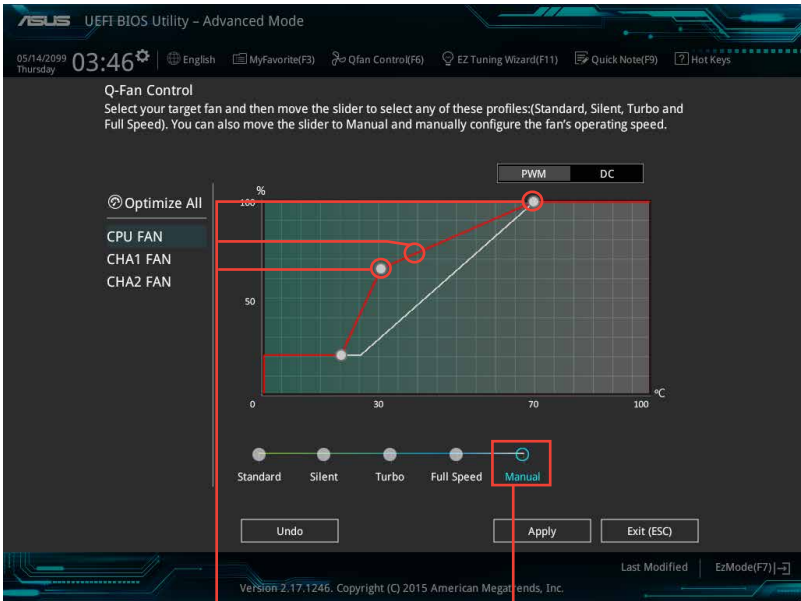 ASUS UEFI BIOS Utility – Advanced Mode
05/14/2099
Thursday
03:46
English
MyFavorite(F3)
Qfan Control(F6)
EZ Tuning Wizard(F11)
Quick Note(F9)
? Hot Keys
Q-Fan Control
Select your target fan and then move the slider to select any of these profiles:(Standard, Silent, Turbo and
Full Speed). You can also move the slider to Manual and manually configure the fan's operating speed.
PWM DC
Optimize All
CPU FAN
CHA1 FAN
CHA2 FAN
%
100
50
0 30 70 100
ºC
Standard Silent Turbo Full Speed Manual
Undo Apply Exit (ESC)
Last Modified EzMode(F7)|
Version 2.17.1246. Copyright (C) 2015 American Megatrends, Inc.